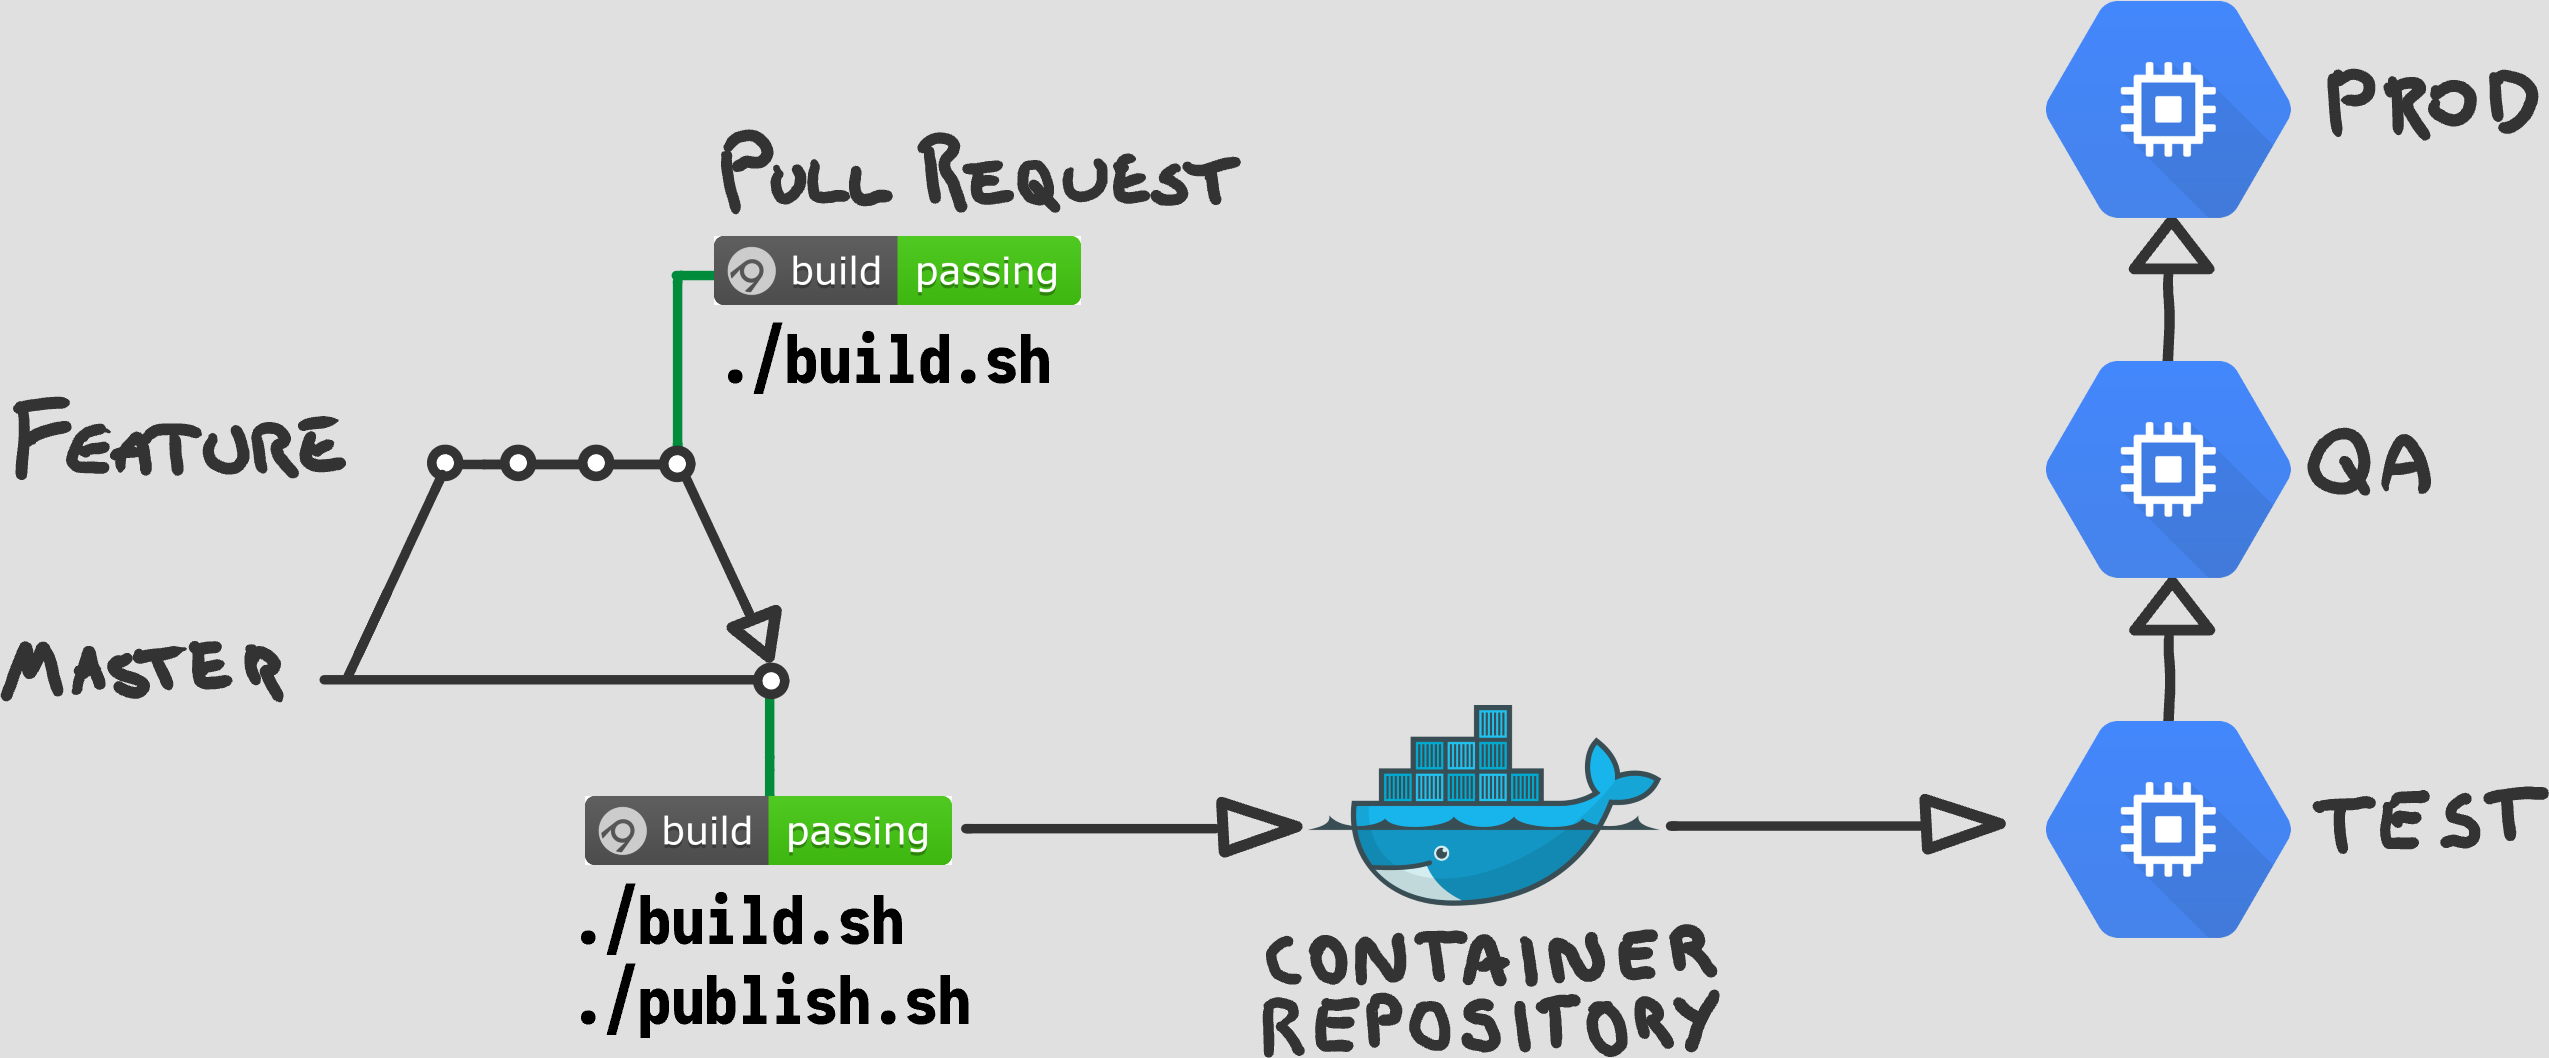 PROD
PULL REQUEST
build passing
./build.sh
FEATURE
QA
MASTER
build passing
TEST
./build.sh
./publish.sh
CONTAINER
REPOSITORY